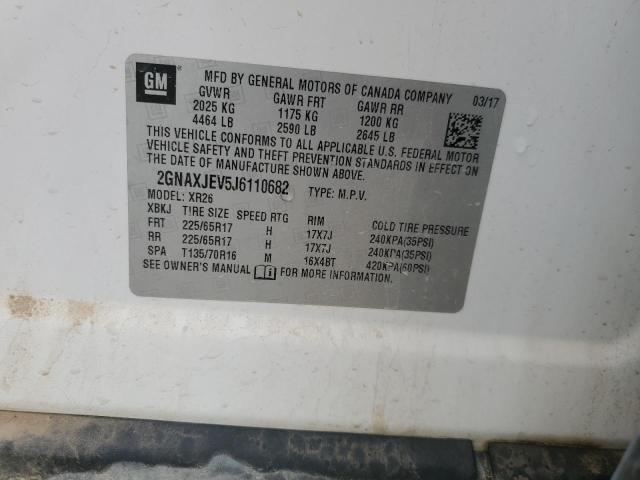 GM
MFD BY GENERAL MOTORS OF CANADA COMPANY 03/17
GVWR GAWR FRT GAWR RR
2025 KG 1175 KG 1200 KG
4464 LB 2590 LB 2645 LB
THIS VEHICLE CONFORMS TO ALL APPLICABLE U.S. FEDERAL MOTOR
VEHICLE SAFETY AND THEFT PREVENTION STANDARDS IN EFFECT ON
THE DATE OF MANUFACTURE SHOWN ABOVE.
2GNAXJEV5J6110682 TYPE: M.P.V.
MODEL: XR26
XBKJ TIRE SIZE SPEED RTG RIM COLD TIRE PRESSURE
FRT 225/65R17 H 17X7J 240KPA(35PSI)
RR 225/65R17 H 17X7J 240KPA(35PSI)
SPA T135/70R16 M 16X4BT 420KPA(60PSI)
SEE OWNER'S MANUAL FOR ADDITIONAL INFORMATION.